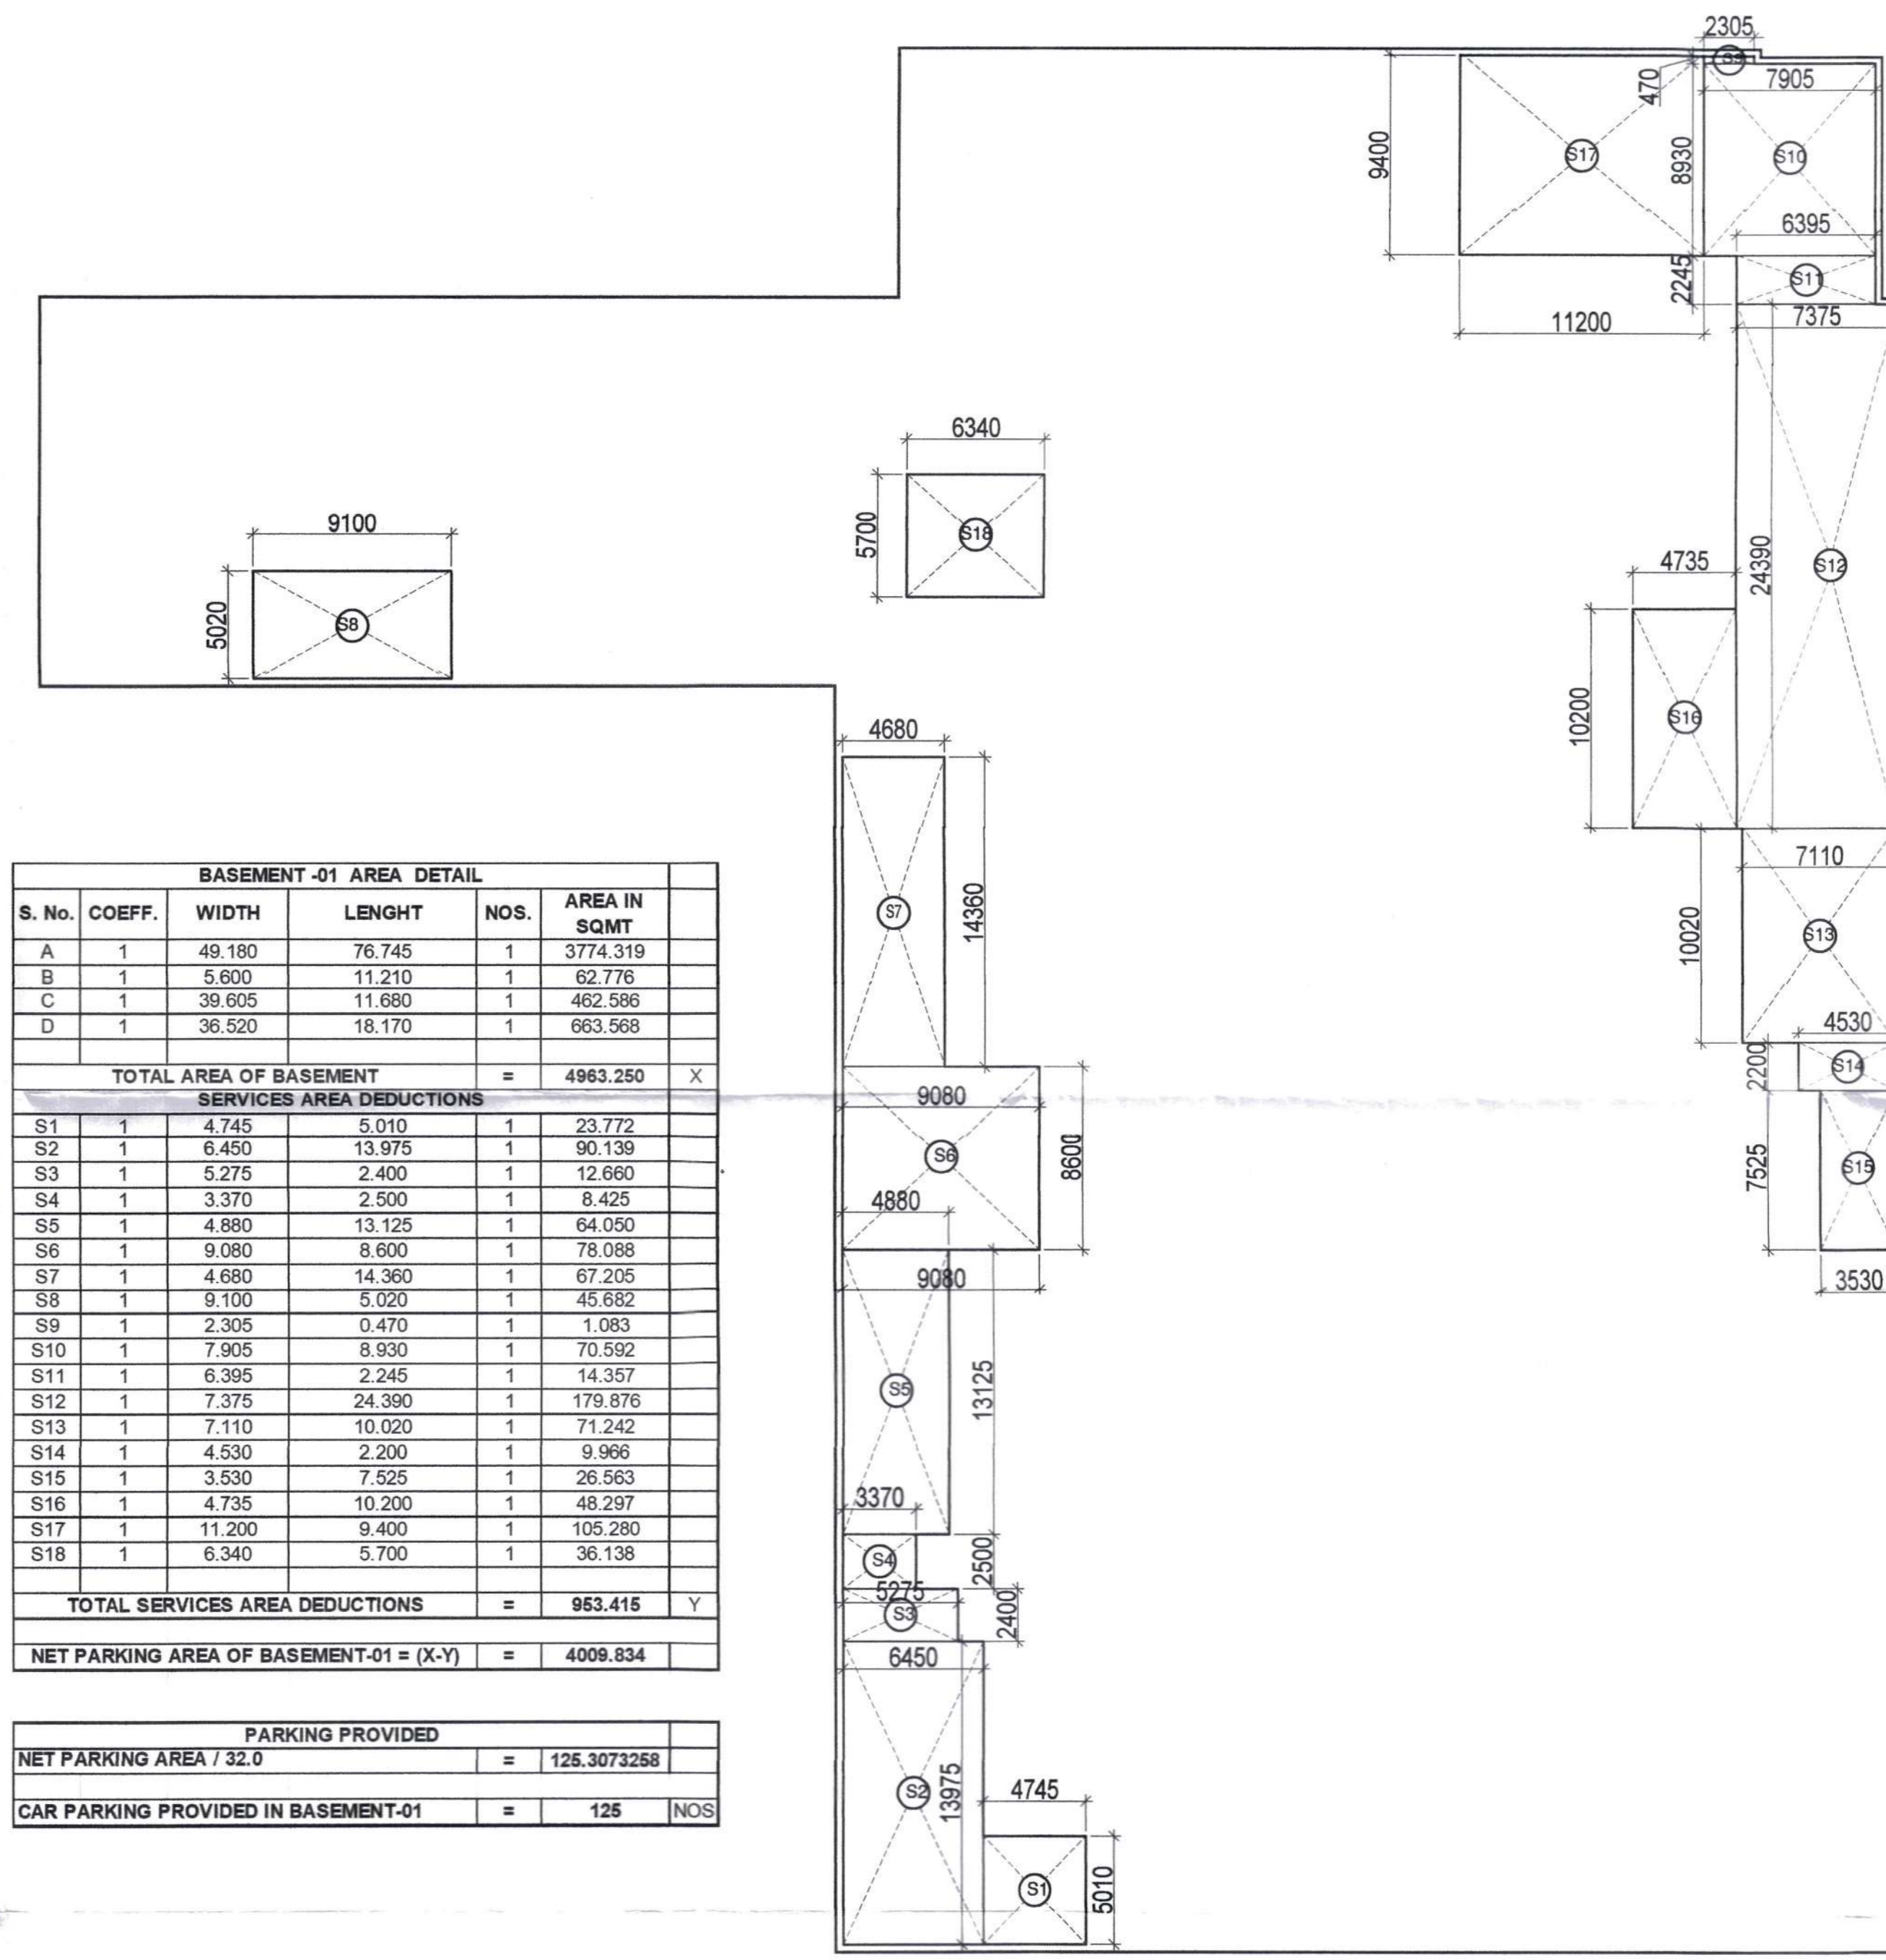 2305
S9
470
7905
9400
S17
8930
S10
6395
2245
S11
11200
7375
6340
5700
S18
9100
5020
S8
4735
24390
S12
10200
S16
4680
S7
14360
7110
10020
S13
4530
2200
S14
7525
S15
3530
9080
S6
8600
4880
9080
S5
13125
3370
S4
2500
5275
S3
2400
6450
S2
13975
4745
S1
5010
BASEMENT -01 AREA DETAIL
S. No. COEFF. WIDTH LENGHT NOS. AREA IN SQMT
A 1 49.180 76.745 1 3774.319
B 1 5.600 11.210 1 62.776
C 1 39.605 11.680 1 462.586
D 1 36.520 18.170 1 663.568
TOTAL AREA OF BASEMENT = 4963.250 X
SERVICES AREA DEDUCTIONS
S1 1 4.745 5.010 1 23.772
S2 1 6.450 13.975 1 90.139
S3 1 5.275 2.400 1 12.660
S4 1 3.370 2.500 1 8.425
S5 1 4.880 13.125 1 64.050
S6 1 9.080 8.600 1 78.088
S7 1 4.680 14.360 1 67.205
S8 1 9.100 5.020 1 45.682
S9 1 2.305 0.470 1 1.083
S10 1 7.905 8.930 1 70.592
S11 1 6.395 2.245 1 14.357
S12 1 7.375 24.390 1 179.876
S13 1 7.110 10.020 1 71.242
S14 1 4.530 2.200 1 9.966
S15 1 3.530 7.525 1 26.563
S16 1 4.735 10.200 1 48.297
S17 1 11.200 9.400 1 105.280
S18 1 6.340 5.700 1 36.138
TOTAL SERVICES AREA DEDUCTIONS = 953.415 Y
NET PARKING AREA OF BASEMENT-01 = (X-Y) = 4009.834
PARKING PROVIDED
NET PARKING AREA / 32.0 = 125.3073258
CAR PARKING PROVIDED IN BASEMENT-01 = 125 NOS